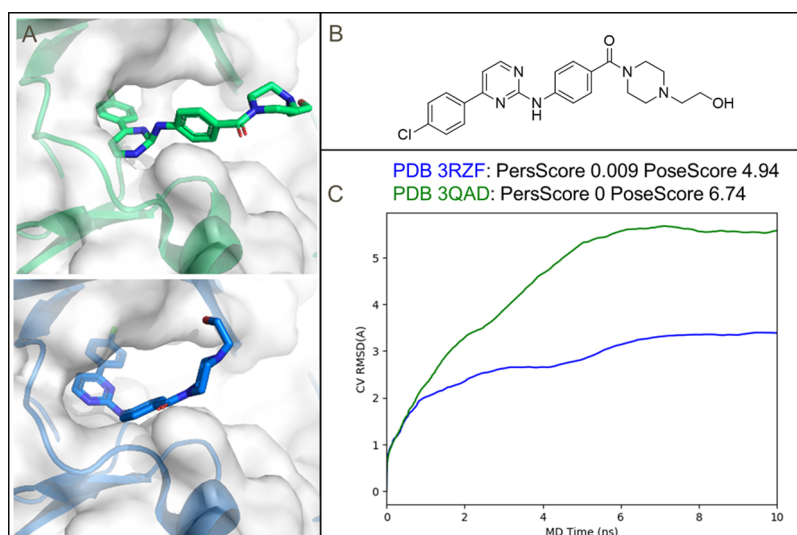 A
B
O
N
N
N
N
N
H
OH
Cl
PDB 3RZF: PersScore 0.009 PoseScore 4.94
PDB 3QAD: PersScore 0 PoseScore 6.74
C
CV RMSD(A)
5
4
3
2
1
0
0 2 4 6 8 10
MD Time (ns)